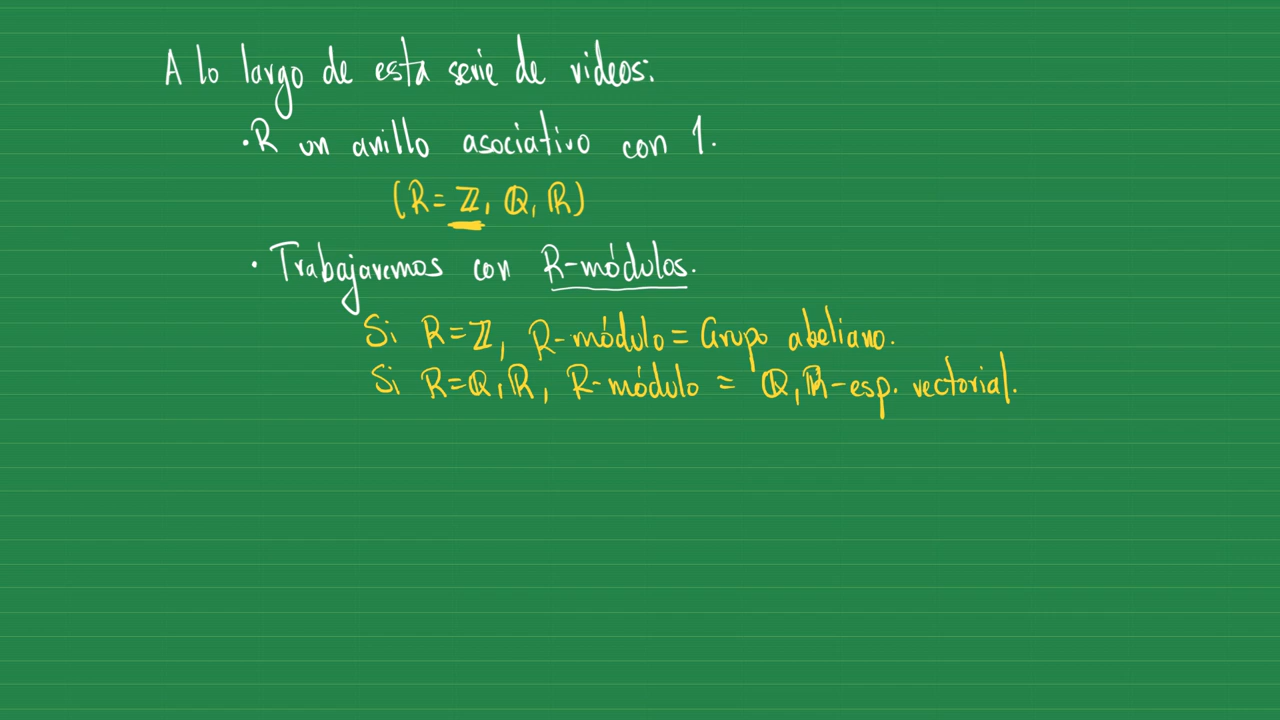 A lo largo de esta serie de videos:
• R un anillo asociativo con 1.
(R = ℤ, ℚ, ℝ)
• Trabajaremos con R-módulos.
Si R = ℤ, R-módulo = Grupo abeliano.
Si R = ℚ, ℝ, R-módulo = ℚ, ℝ-esp. vectorial.